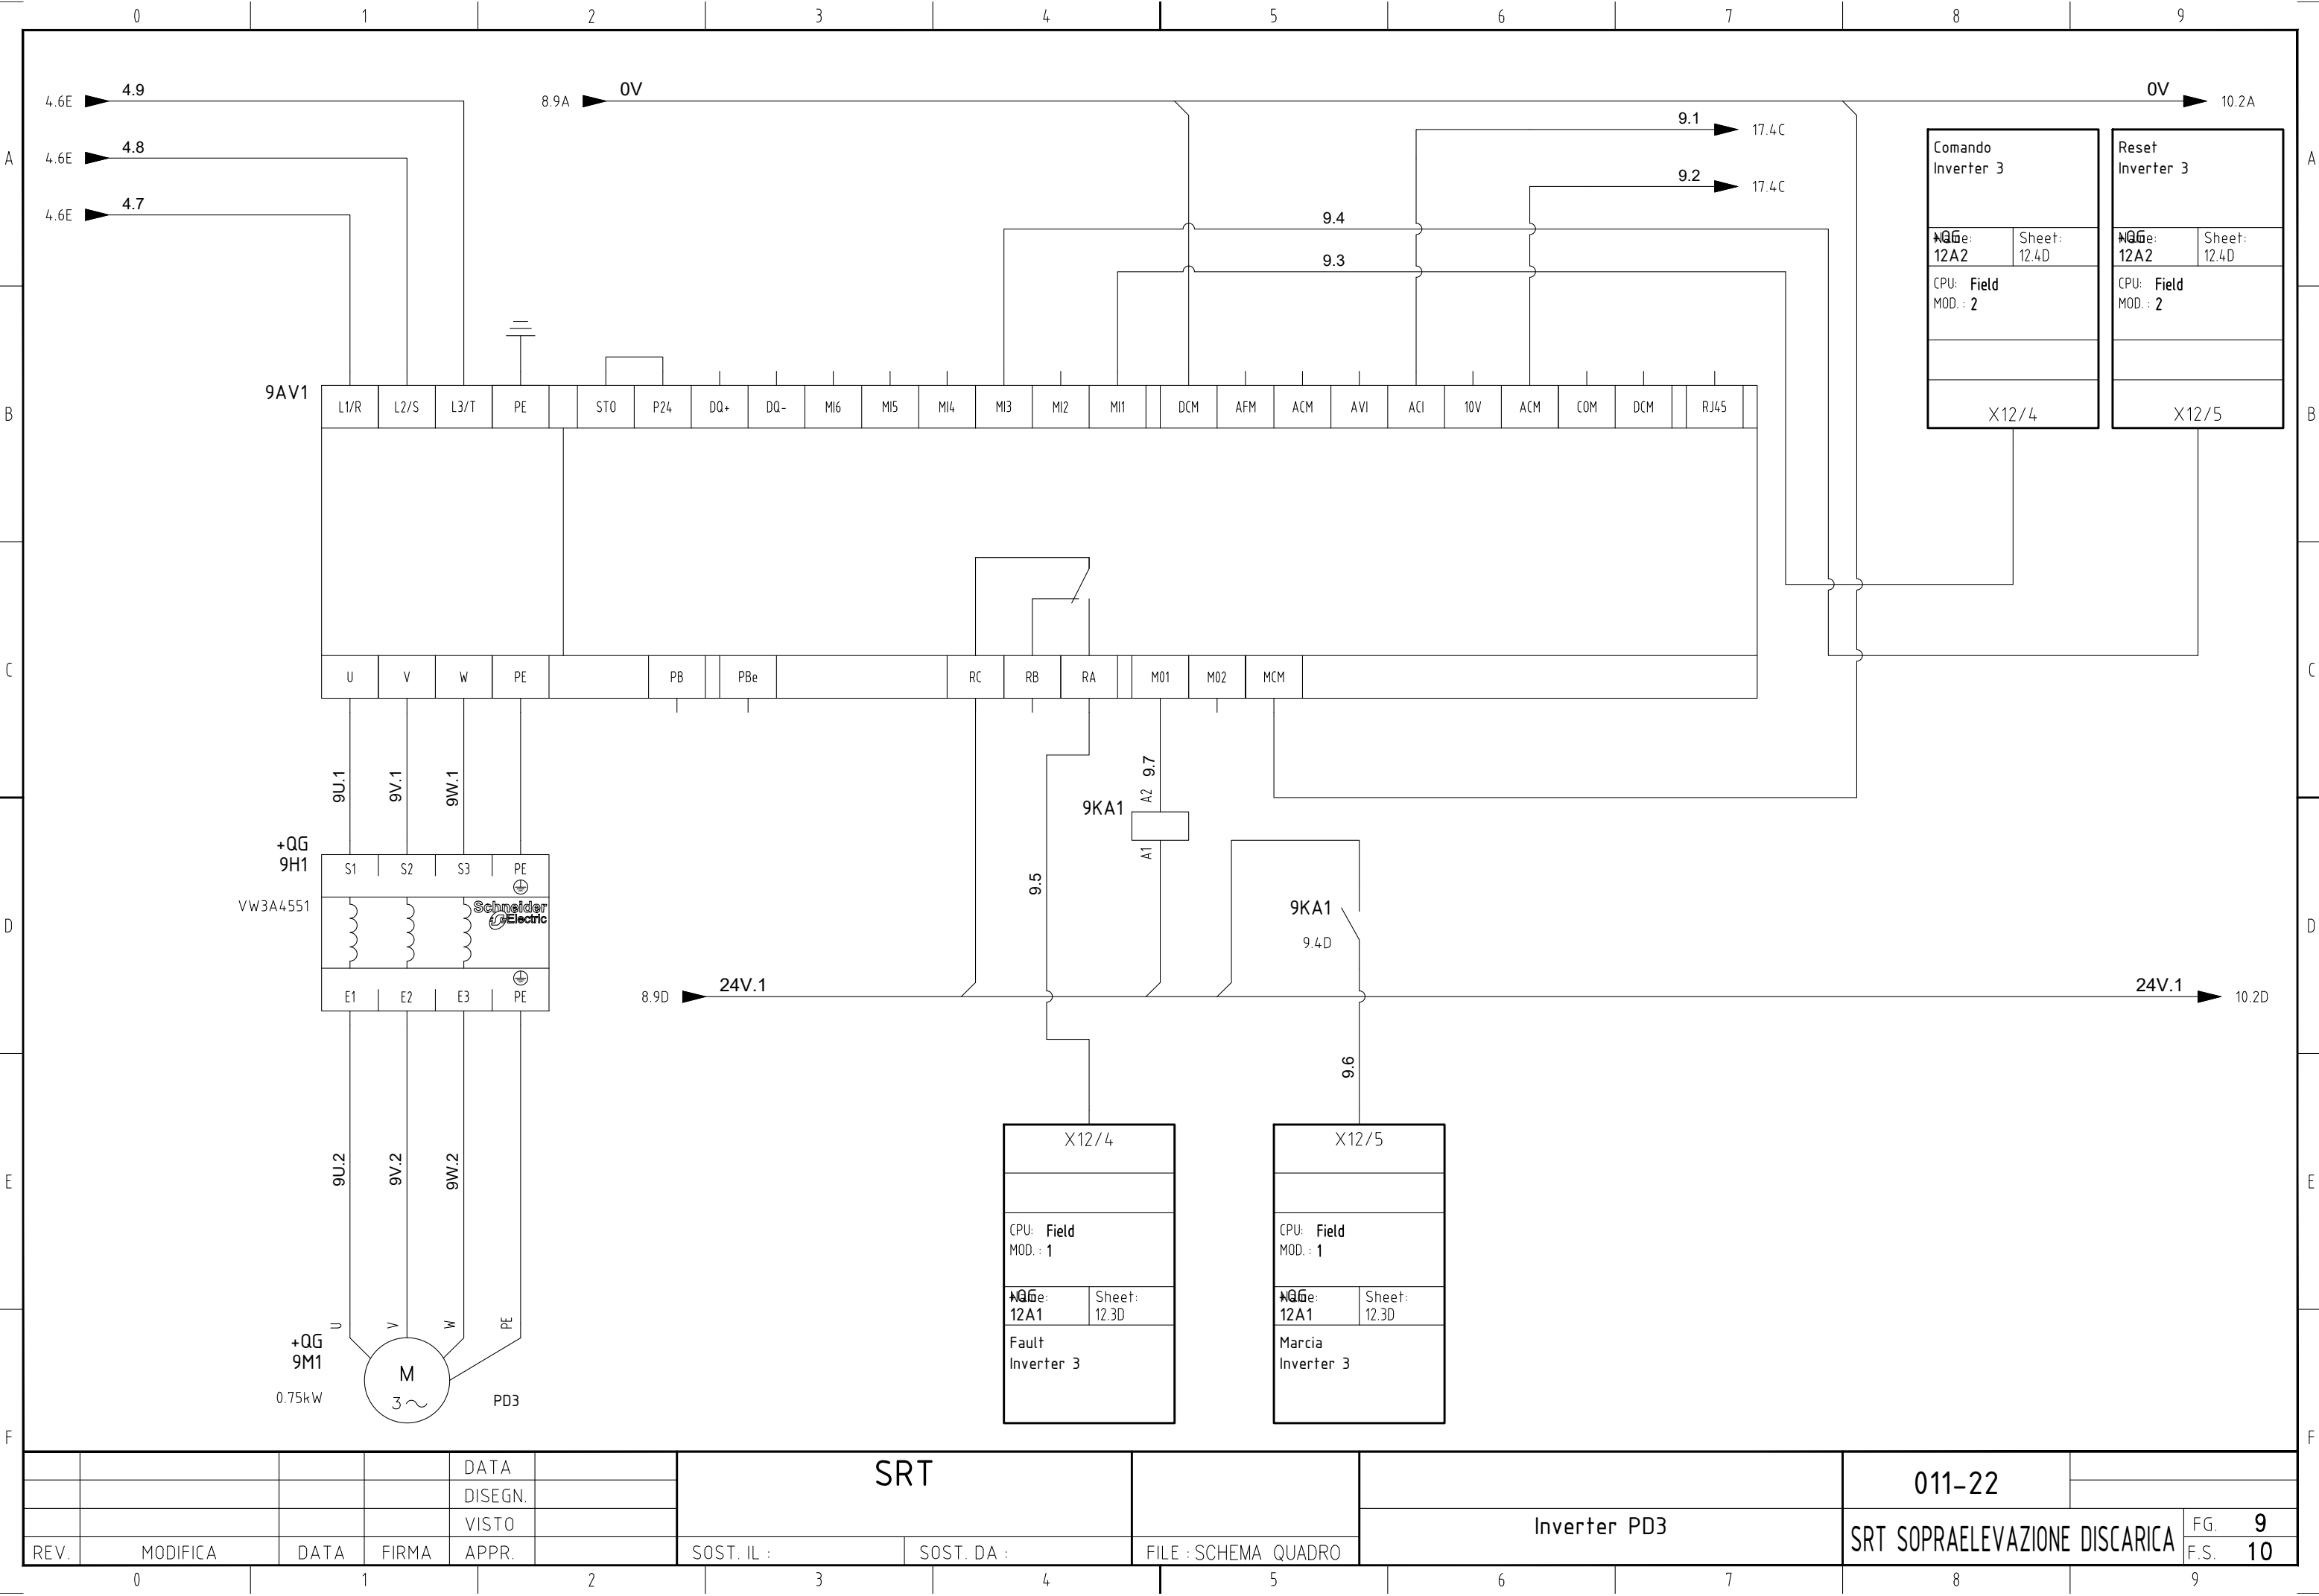 0 1 2 3 4 5 6 7 8 9
4.6E 4.9 8.9A 0V 0V 10.2A
9.1 17.4C
A 4.6E 4.8 A
9.2 17.4C
4.6E 4.7
9.4
9.3
Comando
Inverter 3
Name: Sheet:
+QG
12A2 12.4D
CPU: Field
MOD. : 2
X12/4
Reset
Inverter 3
Name: Sheet:
+QG
12A2 12.4D
CPU: Field
MOD. : 2
X12/5
9AV1
B L1/R L2/S L3/T PE STO P24 DQ+ DQ- MI6 MI5 MI4 MI3 MI2 MI1 DCM AFM ACM AVI ACI 10V ACM COM DCM RJ45 B
C U V W PE PB PBe RC RB RA M01 M02 MCM C
9U.1 9V.1 9W.1 9.7
A2
9KA1
A1
+QG
9H1
S1 S2 S3 PE
VW3A4551
Schneider
Electric
E1 E2 E3 PE
9.5
9KA1
9.4D
D D
8.9D 24V.1 24V.1 10.2D
9.6
9U.2 9V.2 9W.2
E E
X12/4
CPU: Field
MOD. : 1
Name: Sheet:
+QG
12A1 12.3D
Fault
Inverter 3
X12/5
CPU: Field
MOD. : 1
Name: Sheet:
+QG
12A1 12.3D
Marcia
Inverter 3
U V W PE
+QG
9M1
M
3
0.75kW
PD3
F F
DATA
DISEGN.
VISTO
REV. MODIFICA DATA FIRMA APPR.
SRT
SOST. IL : SOST. DA :
FILE : SCHEMA QUADRO
Inverter PD3
011-22
SRT SOPRAELEVAZIONE DISCARICA
FG. 9
F.S. 10
0 1 2 3 4 5 6 7 8 9